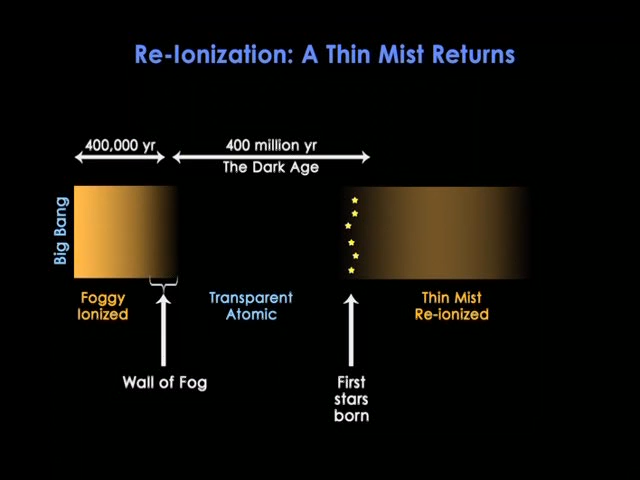 Re-Ionization: A Thin Mist Returns
400,000 yr
400 million yr
The Dark Age
Big Bang
Foggy
Ionized
Transparent
Atomic
Thin Mist
Re-ionized
Wall of Fog
First
stars
born